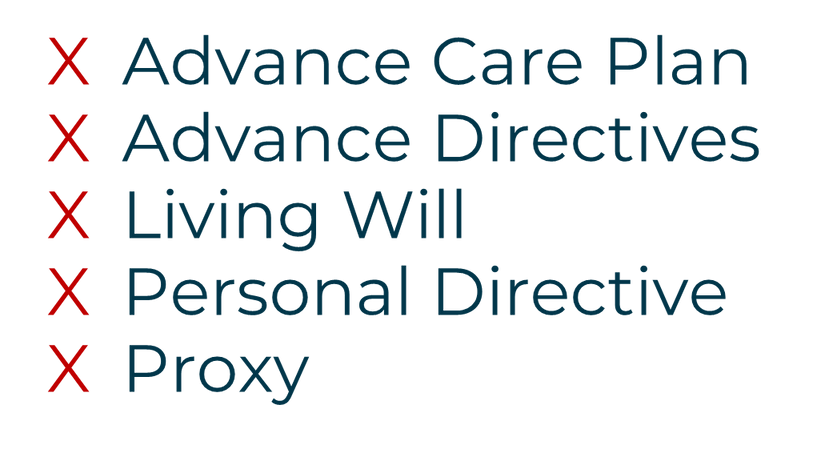 X Advance Care Plan
X Advance Directives
X Living Will
X Personal Directive
X Proxy